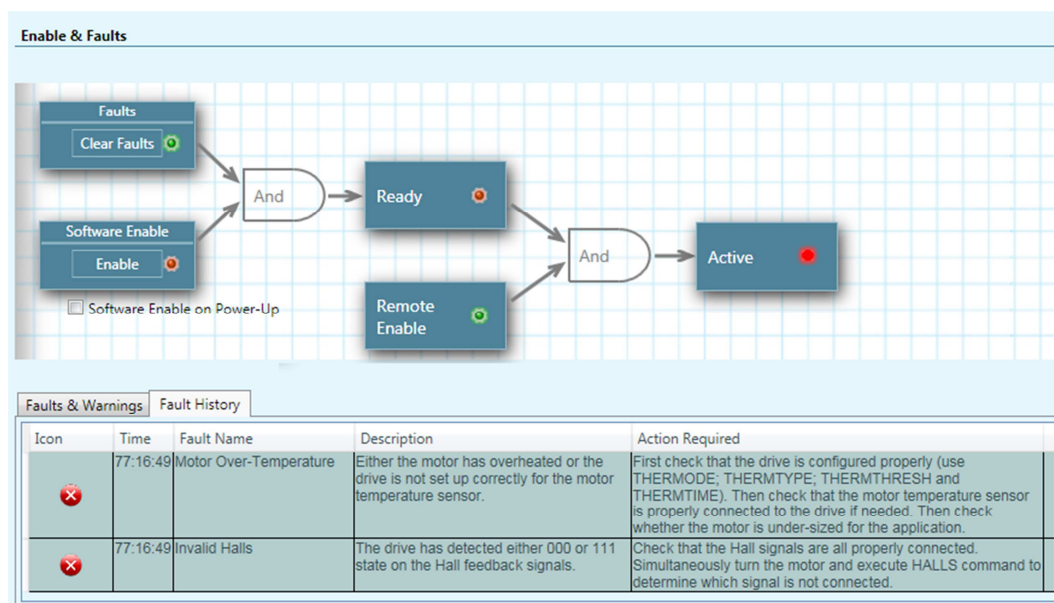 Enable & Faults
Faults
Clear Faults
And
Ready
Software Enable
Enable
And
Active
Software Enable on Power-Up
Remote
Enable
Faults & Warnings
Fault History
Icon
Time
Fault Name
Description
Action Required
77:16:49
Motor Over-Temperature
Either the motor has overheated or the
drive is not set up correctly for the motor
temperature sensor.
First check that the drive is configured properly (use
THERMODE; THERMTYPE; THERMTHRESH and
THERMTIME). Then check that the motor temperature sensor
is properly connected to the drive if needed. Then check
whether the motor is under-sized for the application.
77:16:49
Invalid Halls
The drive has detected either 000 or 111
state on the Hall feedback signals.
Check that the Hall signals are all properly connected.
Simultaneously turn the motor and execute HALLS command to
determine which signal is not connected.